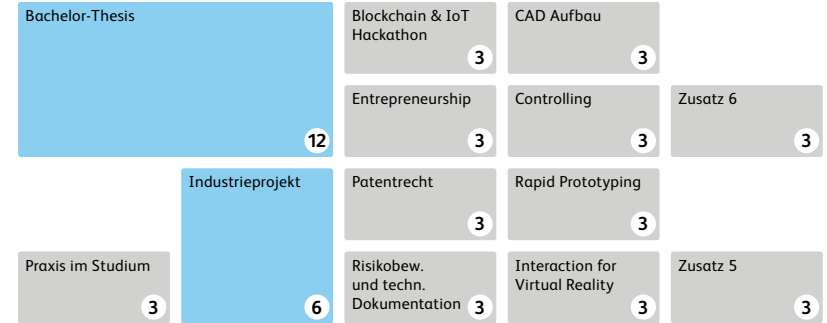 Bachelor-Thesis
12
Blockchain & IoT
Hackathon
3
CAD Aufbau
3
Entrepreneurship
3
Controlling
3
Zusatz 6
3
Industrieprojekt
6
Patentrecht
3
Rapid Prototyping
3
Praxis im Studium
3
Risikobew.
und techn.
Dokumentation
3
Interaction for
Virtual Reality
3
Zusatz 5
3